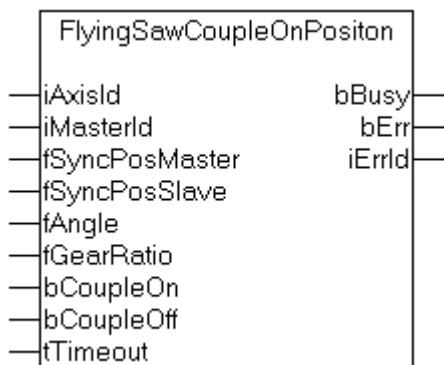 FlyingSawCoupleOnPositon
iAxisId bBusy
iMasterId bErr
fSyncPosMaster iErrId
fSyncPosSlave
fAngle
fGearRatio
bCoupleOn
bCoupleOff
tTimeout